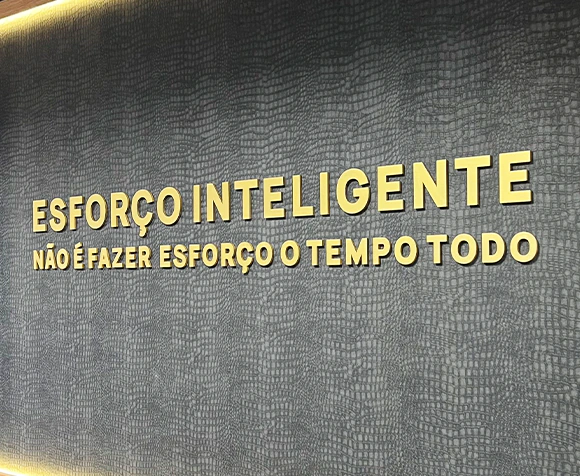 ESFORÇO INTELIGENTE
NÃO É FAZER ESFORÇO O TEMPO TODO